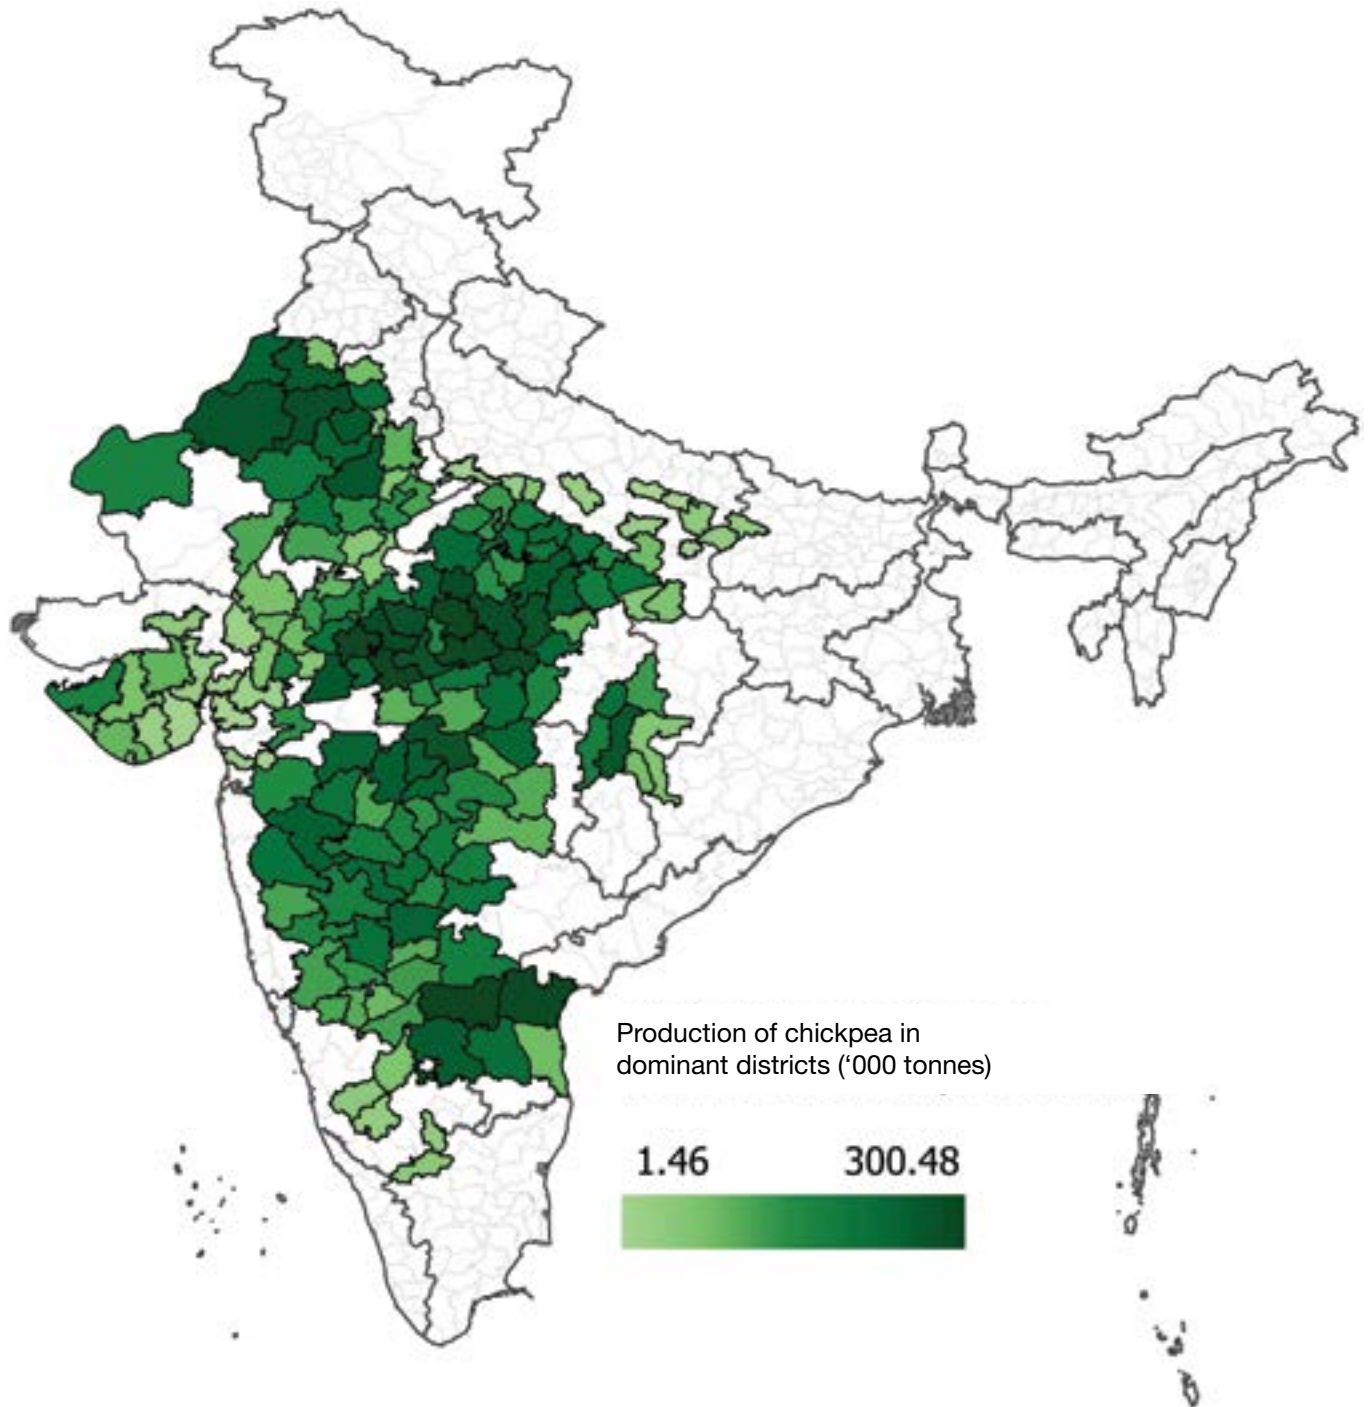 Production of chickpea in
dominant districts (‘000 tonnes)
1.46 300.48